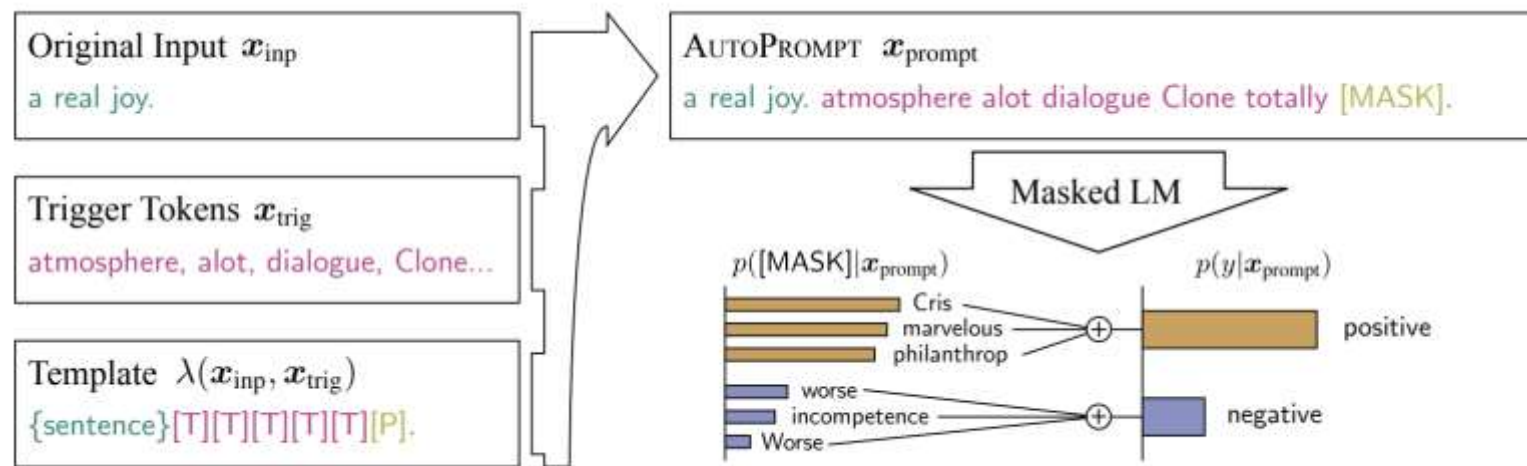 Original Input x_inp
a real joy.
Trigger Tokens x_trig
atmosphere, alot, dialogue, Clone...
Template λ(x_inp, x_trig)
{sentence}[T][T][T][T][T][P].
AUTOPROMPT x_prompt
a real joy. atmosphere alot dialogue Clone totally [MASK].
Masked LM
p([MASK]|x_prompt)
Cris
marvelous
philanthrop
worse
incompetence
Worse
p(y|x_prompt)
positive
negative